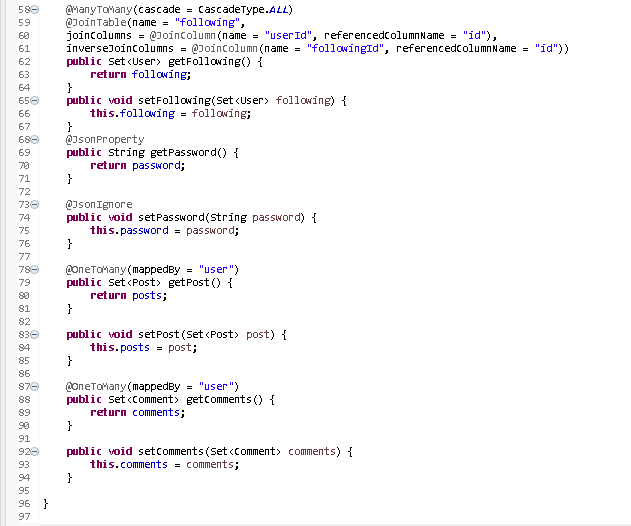 58 @ManyToMany(cascade = CascadeType.ALL)
59 @JoinTable(name = "following",
60 joinColumns = @JoinColumn(name = "userId", referencedColumnName = "id"),
61 inverseJoinColumns = @JoinColumn(name = "followingId", referencedColumnName = "id"))
62 public Set<User> getFollowing() {
63 return following;
64 }
65 public void setFollowing(Set<User> following) {
66 this.following = following;
67 }
68 @JsonProperty
69 public String getPassword() {
70 return password;
71 }
72
73 @JsonIgnore
74 public void setPassword(String password) {
75 this.password = password;
76 }
77
78 @OneToMany(mappedBy = "user")
79 public Set<Post> getPost() {
80 return posts;
81 }
82
83 public void setPost(Set<Post> post) {
84 this.posts = post;
85 }
86
87 @OneToMany(mappedBy = "user")
88 public Set<Comment> getComments() {
89 return comments;
90 }
91
92 public void setComments(Set<Comment> comments) {
93 this.comments = comments;
94 }
95
96 }
97